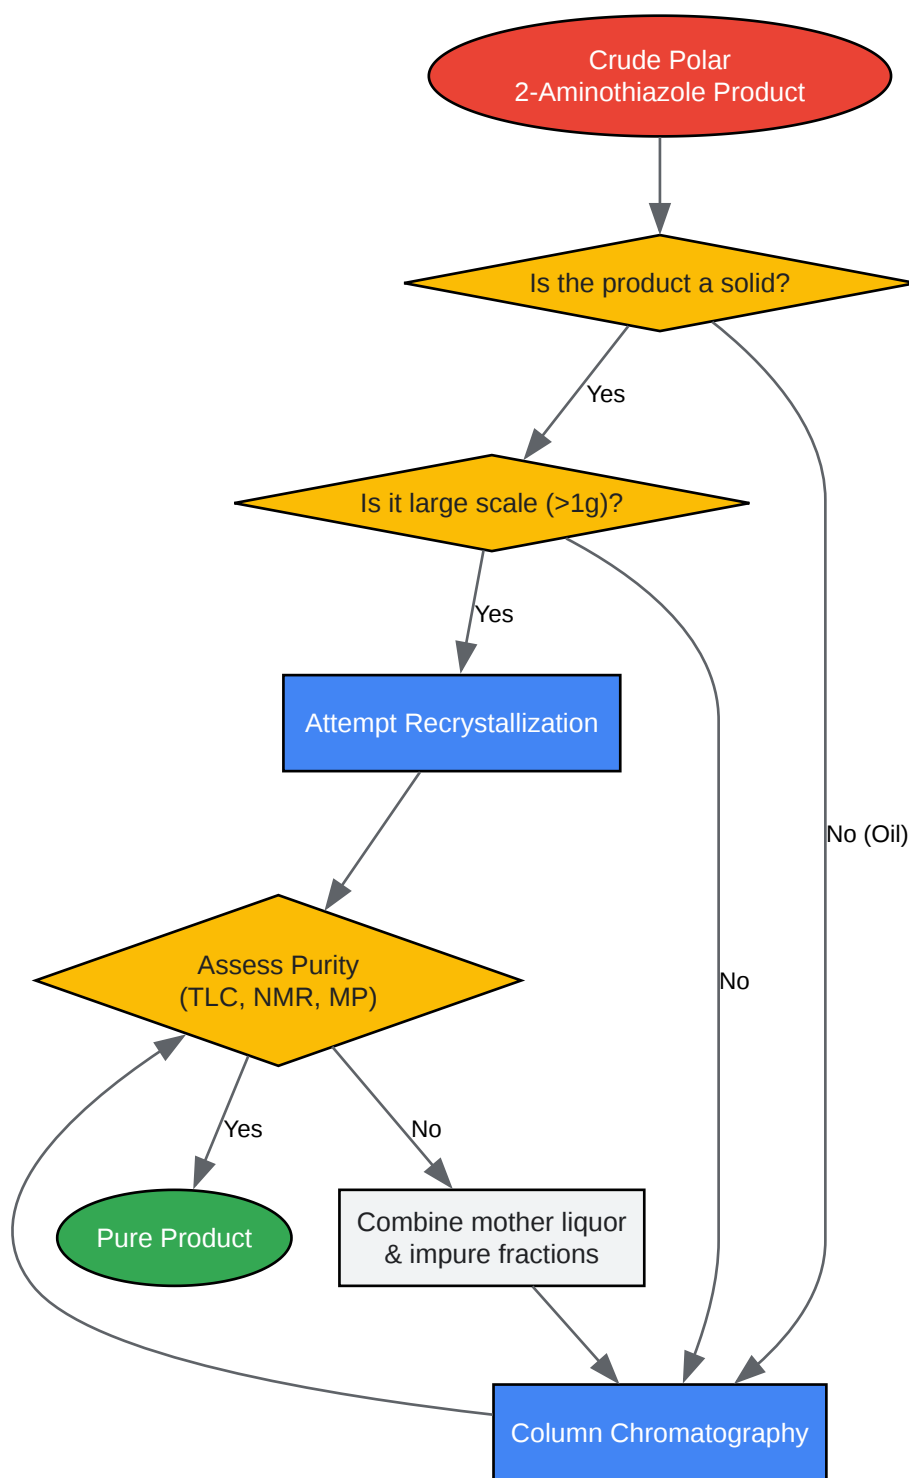 Crude Polar
2-Aminothiazole Product
Is the product a solid?
Yes
Is it large scale (>1g)?
Yes
Attempt Recrystallization
No (Oil)
Assess Purity
(TLC, NMR, MP)
No
Yes
No
Pure Product
Combine mother liquor
& impure fractions
Column Chromatography